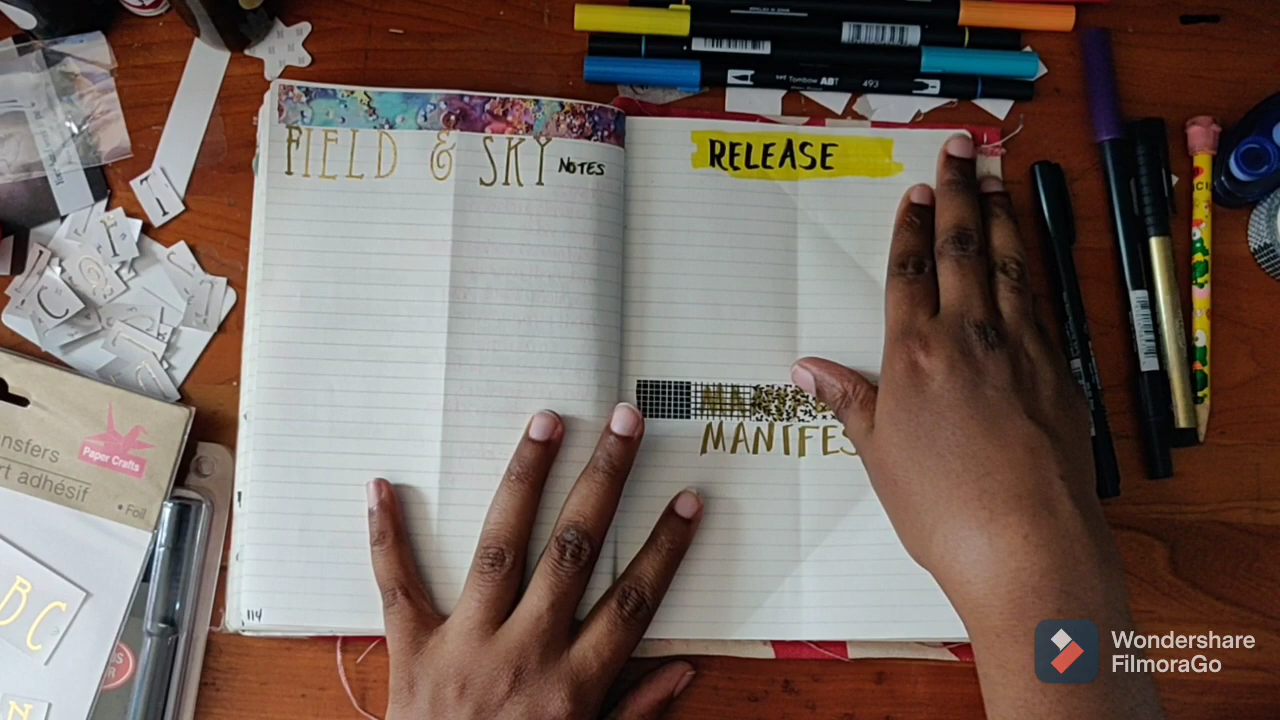 FIELD & SKY NOTES
RELEASE
MANIFES
114
Tombow ABT 493
nsfers
rt adhésif
• Foil
Paper Crafts
B C
N
Wondershare
FilmoraGo